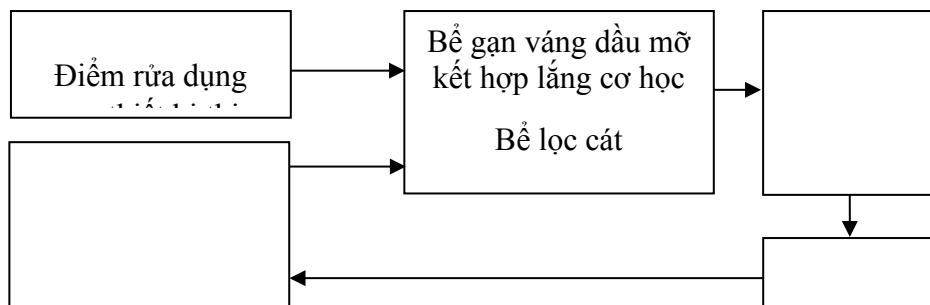 Điểm rửa dụng
Bể gạn váng dầu mỡ
kết hợp lắng cơ học
Bể lọc cát